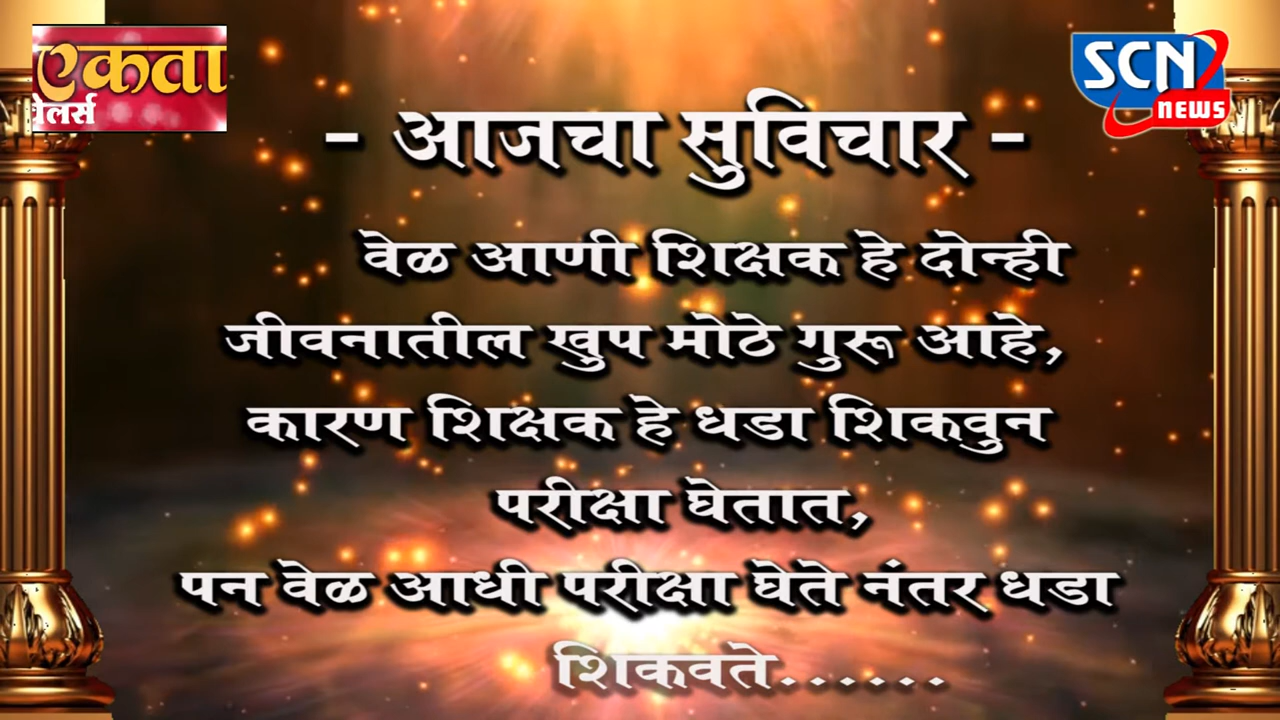 एकता
SCN
NEWS
- आजचा सुविचार -
वेळ आणी शिक्षक हे दोन्ही
जीवनातील खुप मोठे गुरू आहे,
कारण शिक्षक हे धडा शिकवुन
परीक्षा घेतात,
पन वेळ आधी परीक्षा घेते नंतर धडा
शिकवते......